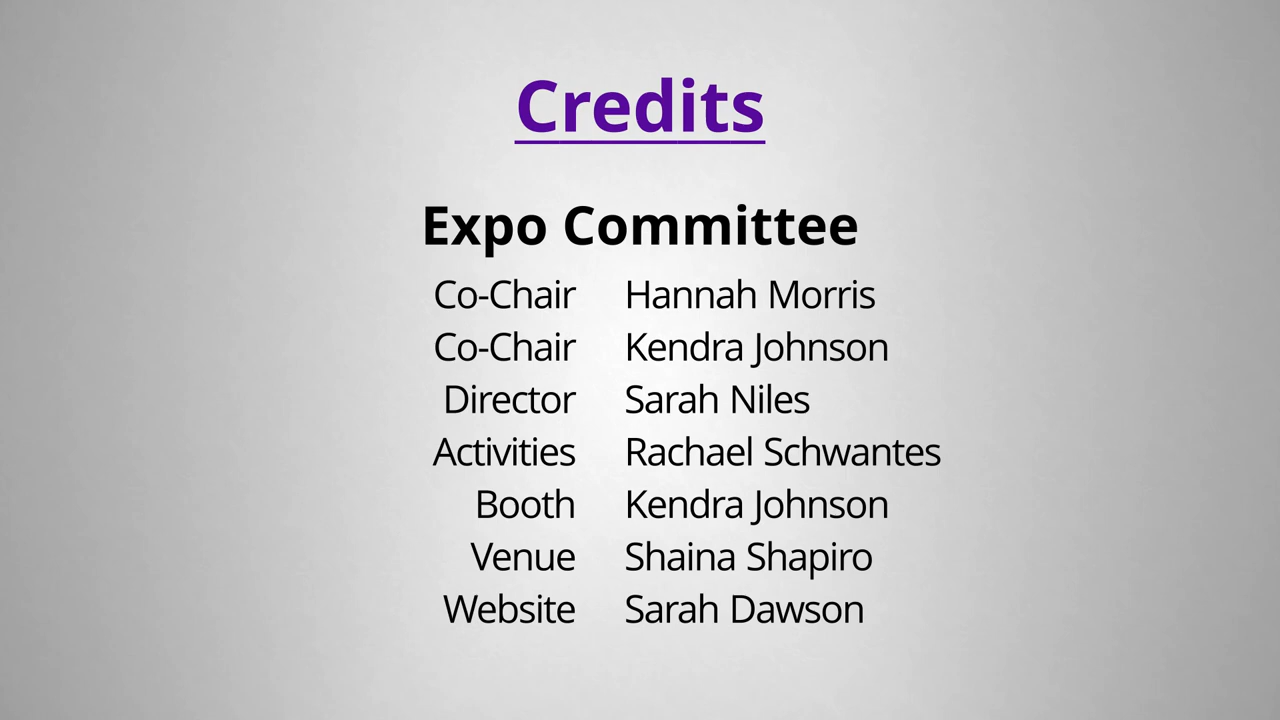 Credits
Expo Committee
Co-Chair Hannah Morris
Co-Chair Kendra Johnson
Director Sarah Niles
Activities Rachael Schwantes
Booth Kendra Johnson
Venue Shaina Shapiro
Website Sarah Dawson